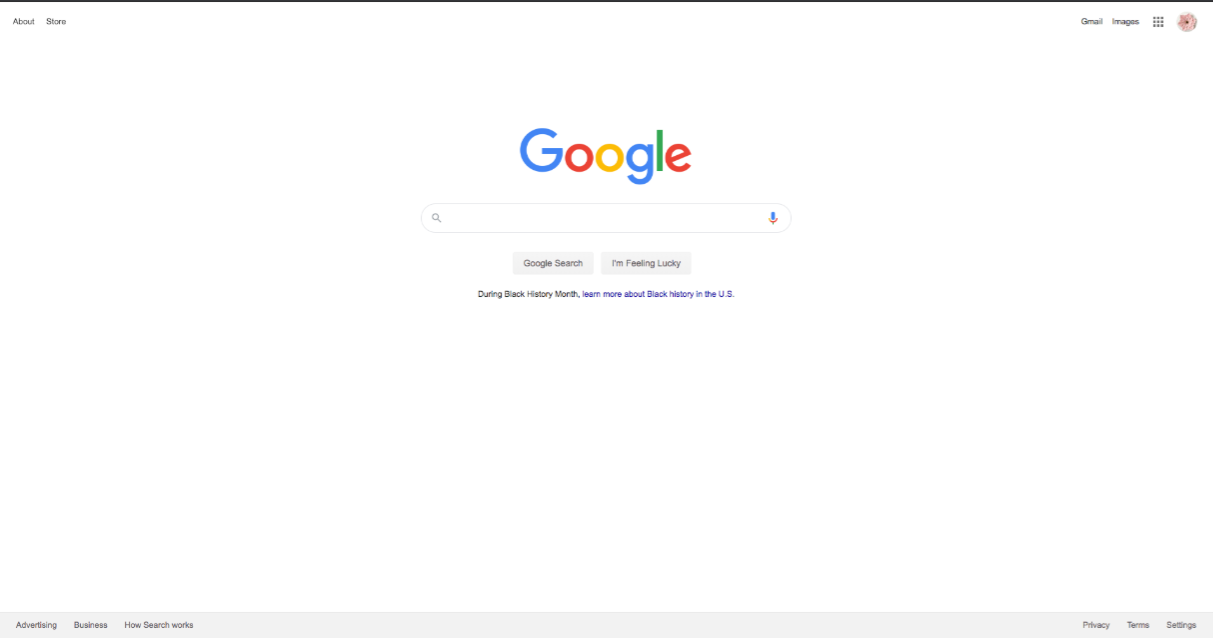 About Store Gmail Images
Google
Google Search I'm Feeling Lucky
During Black History Month, learn more about Black history in the U.S.
Advertising Business How Search works Privacy Terms Settings